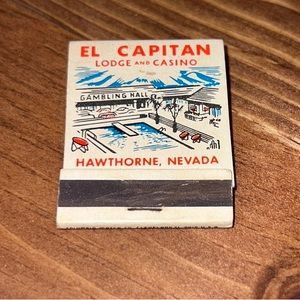 EL CAPITAN
LODGE AND CASINO
GAMBLING HALL
HAWTHORNE, NEVADA